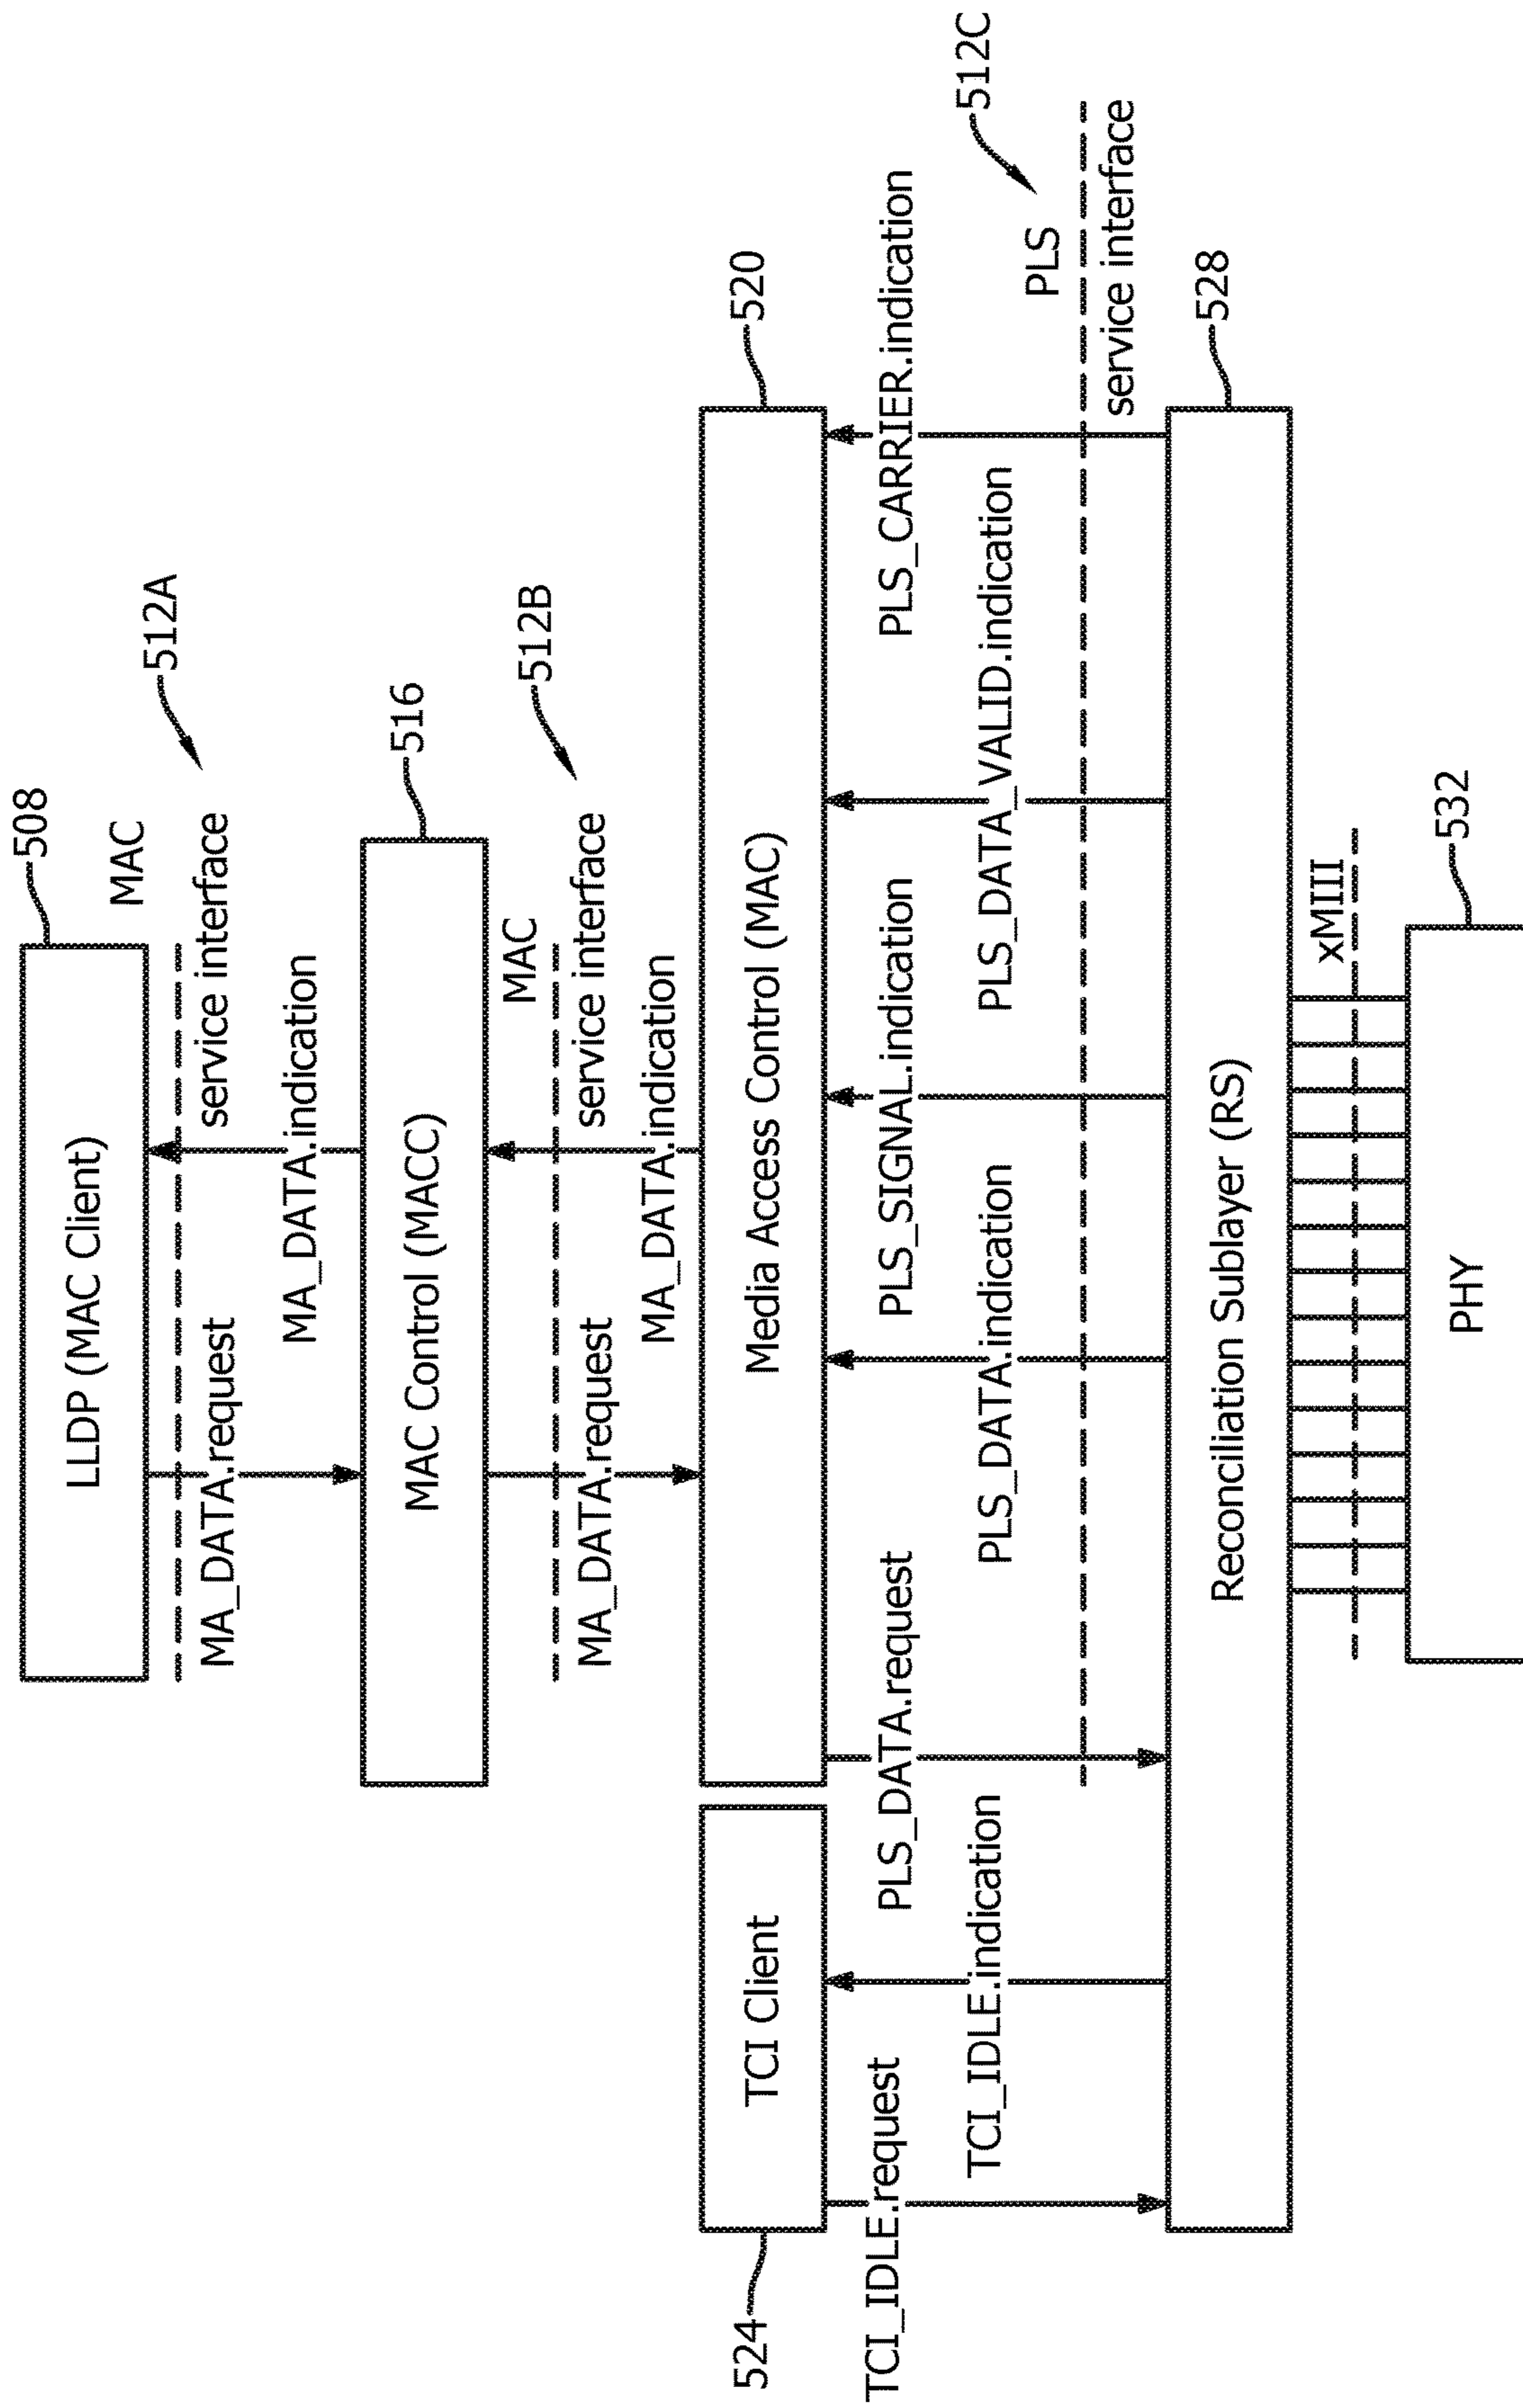 508
LLDP (MAC Client)
MAC
512A
MA_DATA.request
service interface
MA_DATA.indication
516
MAC Control (MACC)
MAC
512B
MA_DATA.request
service interface
MA_DATA.indication
520
524
TCI Client
Media Access Control (MAC)
TCI_IDLE.request
PLS_DATA.request
PLS_SIGNAL.indication
PLS_CARRIER.indication
TCI_IDLE.indication
PLS_DATA.indication
PLS_DATA_VALID.indication
512C
PLS
service interface
528
Reconciliation Sublayer (RS)
xMIII
532
PHY